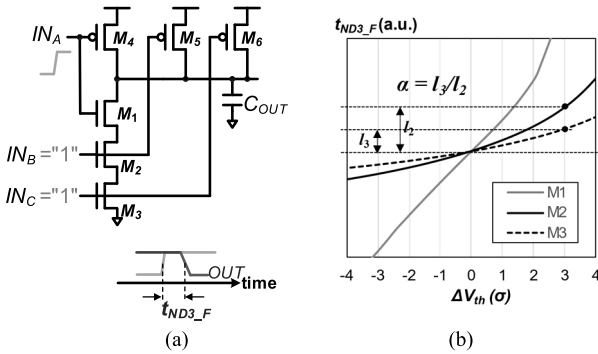 IN_A
M_4
M_5
M_6
M_1
C_OUT
IN_B ="1"
M_2
IN_C ="1"
M_3
OUT
time
t_ND3_F
(a)
t_ND3_F (a.u.)
α = l_3/l_2
l_3
l_2
M1
M2
M3
-4 -3 -2 -1 0 1 2 3 4
ΔV_th (σ)
(b)